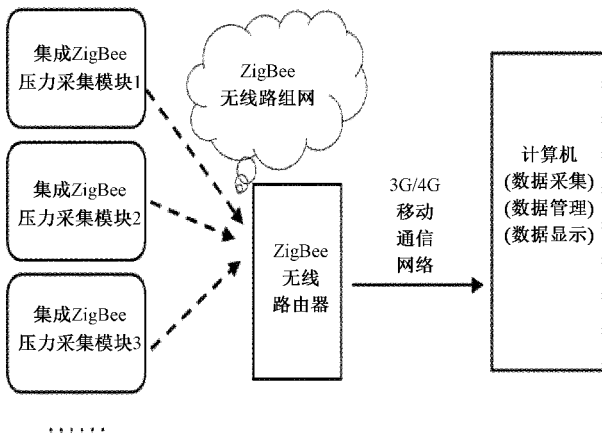 集成ZigBee
压力采集模块1
ZigBee
无线路组网
集成ZigBee
压力采集模块2
集成ZigBee
压力采集模块3
......
ZigBee
无线
路由器
3G/4G
移动
通信
网络
计算机
(数据采集)
(数据管理)
(数据显示)